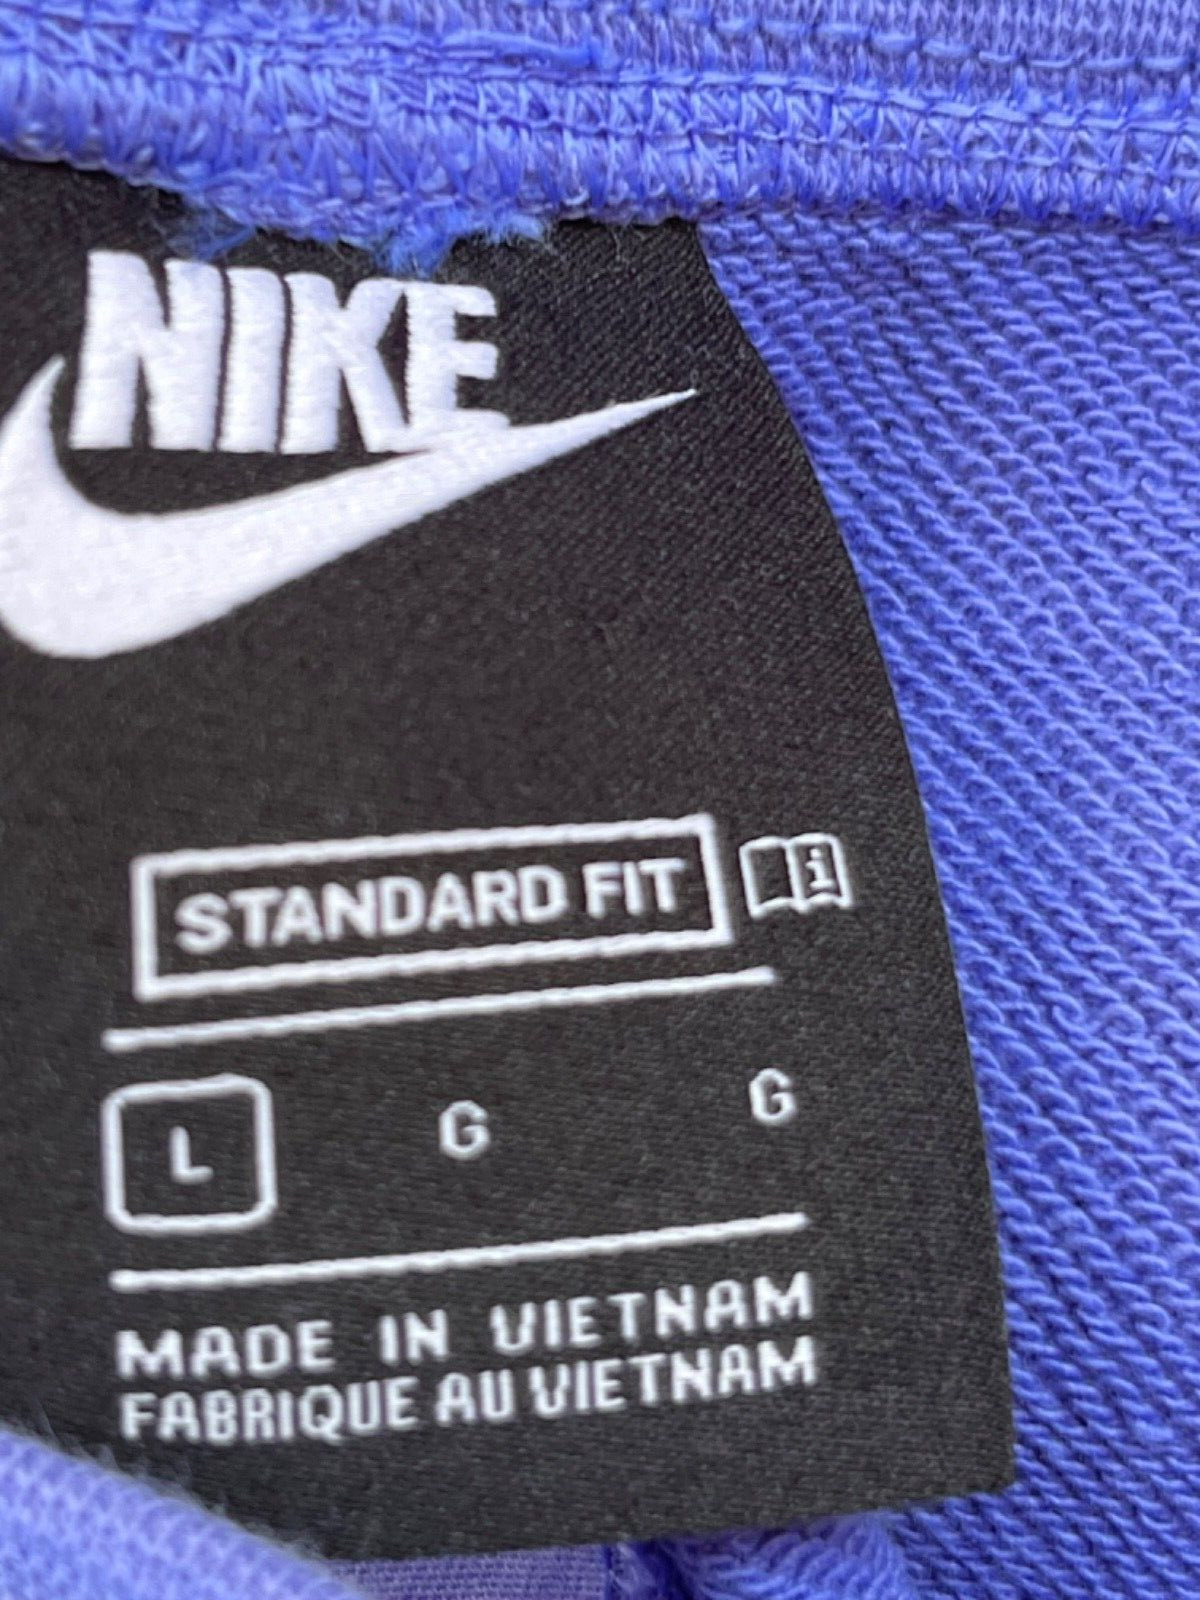 NIKE
STANDARD FIT i
L G G
MADE IN VIETNAM
FABRIQUE AU VIETNAM